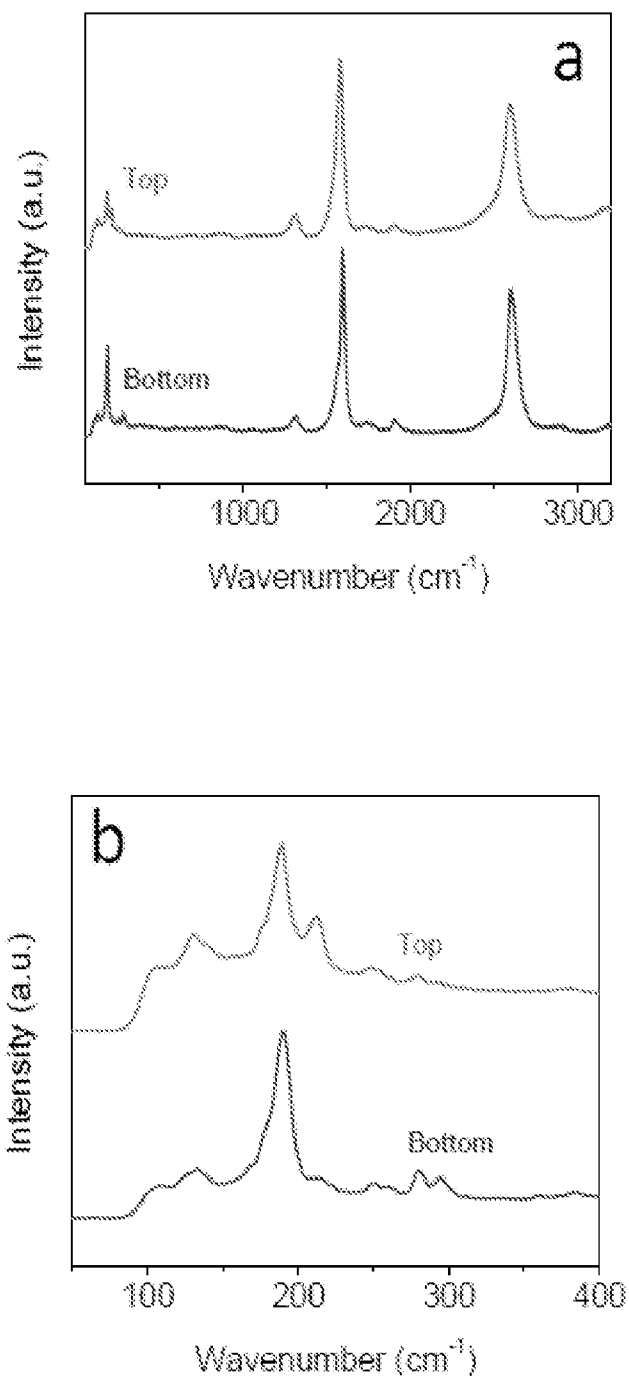 a
Intensity (a.u.)
Top
Bottom
1000 2000 3000
Wavenumber (cm⁻¹)
b
Intensity (a.u.)
Top
Bottom
100 200 300 400
Wavenumber (cm⁻¹)